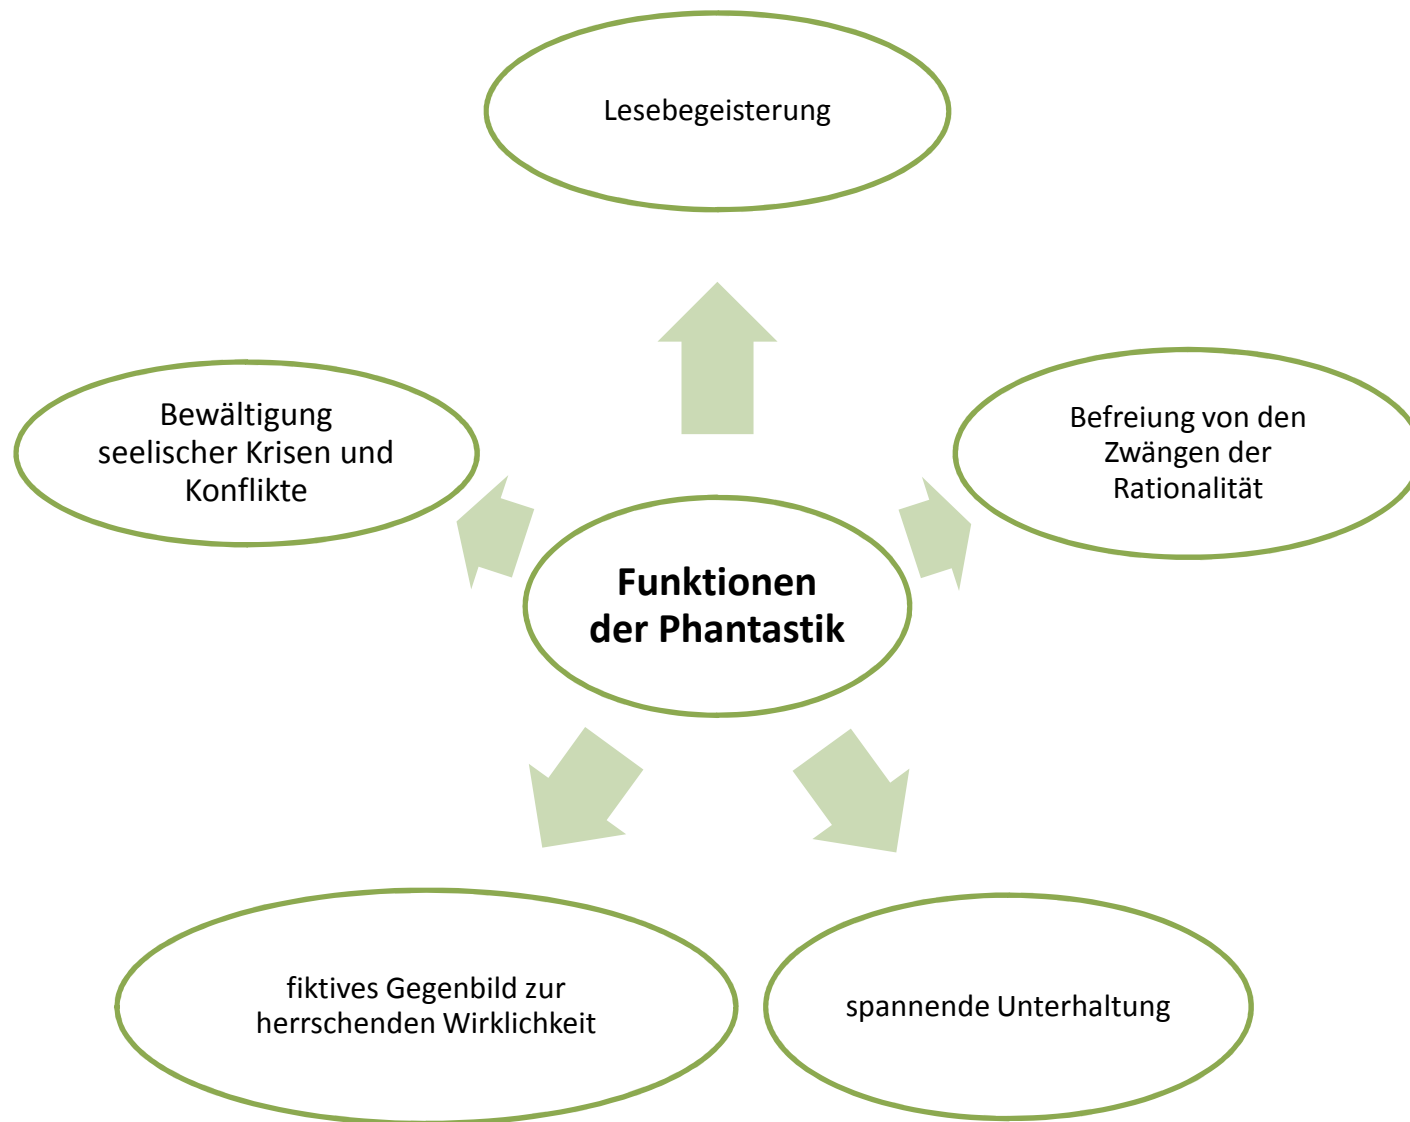 Lesebegeisterung
Bewältigung
seelischer Krisen und
Konflikte
Befreiung von den
Zwängen der
Rationalität
Funktionen
der Phantastik
fiktives Gegenbild zur
herrschenden Wirklichkeit
spannende Unterhaltung